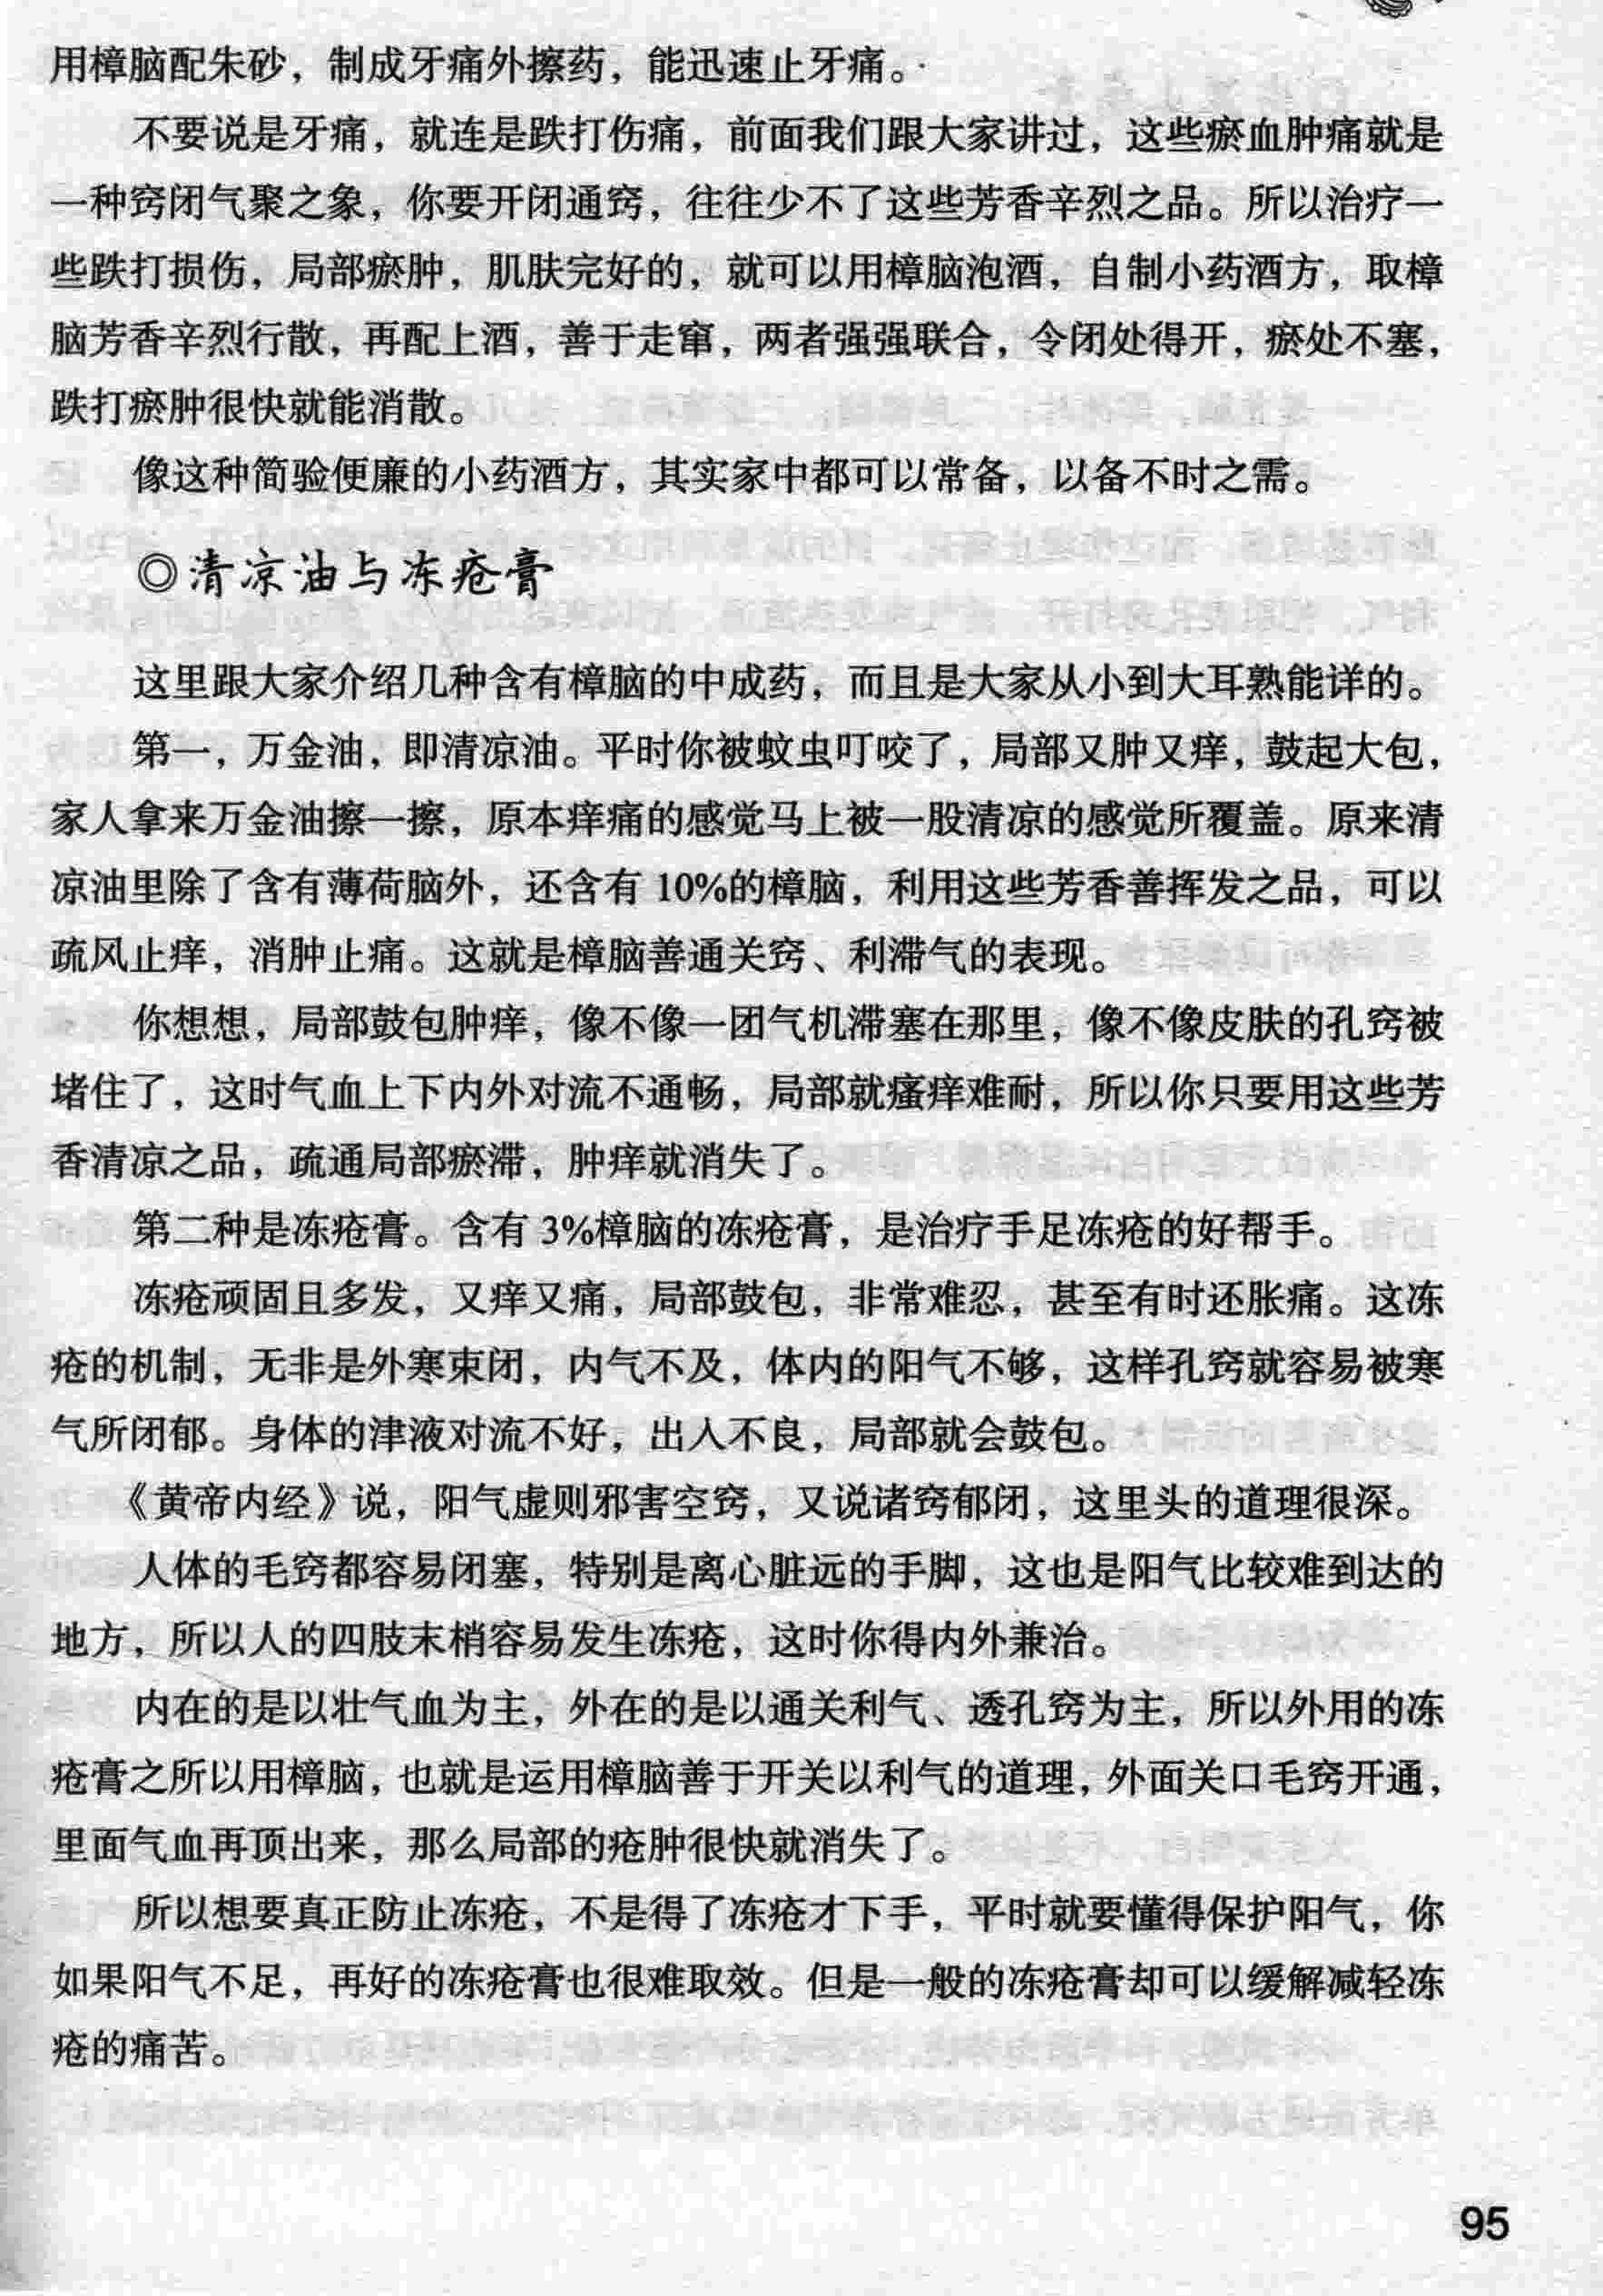 用樟脑配朱砂，制成牙痛外擦药，能迅速止牙痛。
不要说是牙痛，就连是跌打伤痛，前面我们跟大家讲过，这些瘀血肿痛就是
一种窍闭气聚之象，你要开闭通窍，往往少不了这些芳香辛烈之品。所以治疗一
些跌打损伤，局部瘀肿，肌肤完好的，就可以用樟脑泡酒，自制小药酒方，取樟
脑芳香辛烈行散，再配上酒，善于走窜，两者强强联合，令闭处得开，瘀处不塞，
跌打瘀肿很快就能消散。
像这种简验便廉的小药酒方，其实家中都可以常备，以备不时之需。
◎清凉油与冻疮膏
这里跟大家介绍几种含有樟脑的中成药，而且是大家从小到大耳熟能详的。
第一，万金油，即清凉油。平时你被蚊虫叮咬了，局部又肿又痒，鼓起大包，
家人拿来万金油擦一擦，原本痒痛的感觉马上被一股清凉的感觉所覆盖。原来清
凉油里除了含有薄荷脑外，还含有 10%的樟脑，利用这些芳香善挥发之品，可以
疏风止痒，消肿止痛。这就是樟脑善通关窍、利滞气的表现。
你想想，局部鼓包肿痒，像不像一团气机滞塞在那里，像不像皮肤的孔窍被
堵住了，这时气血上下内外对流不通畅，局部就瘙痒难耐，所以你只要用这些芳
香清凉之品，疏通局部瘀滞，肿痒就消失了。
第二种是冻疮膏。含有 3%樟脑的冻疮膏，是治疗手足冻疮的好帮手。
冻疮顽固且多发，又痒又痛，局部鼓包，非常难忍，甚至有时还胀痛。这冻
疮的机制，无非是外寒束闭，内气不及，体内的阳气不够，这样孔窍就容易被寒
气所闭郁。身体的津液对流不好，出入不良，局部就会鼓包。
《黄帝内经》说，阳气虚则邪害空窍，又说诸窍郁闭，这里头的道理很深。
人体的毛窍都容易闭塞，特别是离心脏远的手脚，这也是阳气比较难到达的
地方，所以人的四肢末梢容易发生冻疮，这时你得内外兼治。
内在的是以壮气血为主，外在的是以通关利气、透孔窍为主，所以外用的冻
疮膏之所以用樟脑，也就是运用樟脑善于开关以利气的道理，外面关口毛窍开通，
里面气血再顶出来，那么局部的疮肿很快就消失了。
所以想要真正防止冻疮，不是得了冻疮才下手，平时就要懂得保护阳气，你
如果阳气不足，再好的冻疮膏也很难取效。但是一般的冻疮膏却可以缓解减轻冻
疮的痛苦。
95